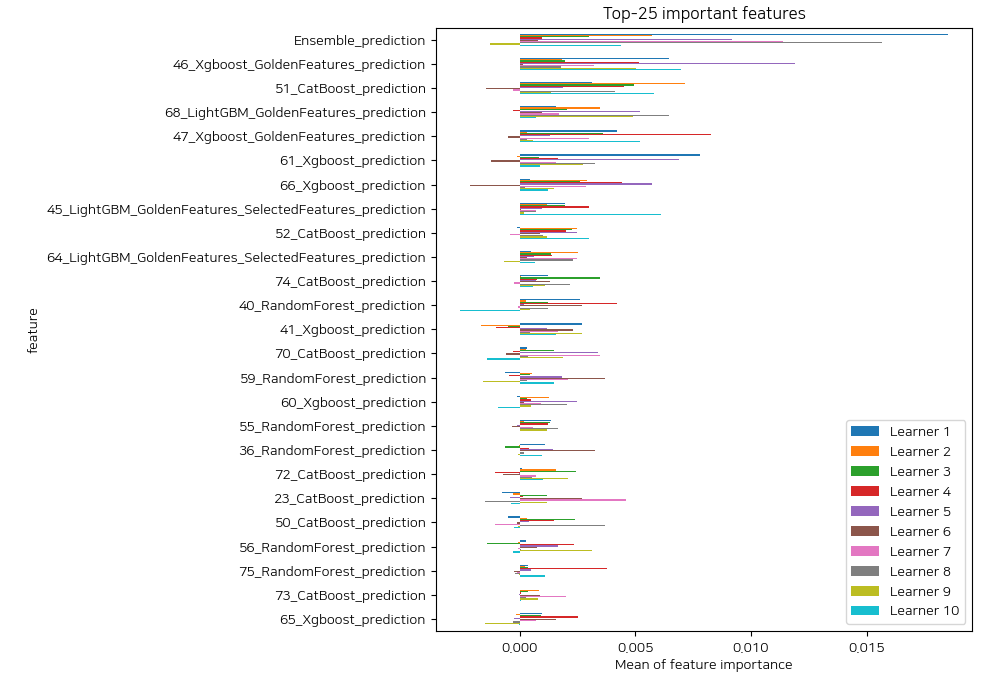 Top-25 important features
Ensemble_prediction
46_Xgboost_GoldenFeatures_prediction
51_CatBoost_prediction
68_LightGBM_GoldenFeatures_prediction
47_Xgboost_GoldenFeatures_prediction
61_Xgboost_prediction
66_Xgboost_prediction
45_LightGBM_GoldenFeatures_SelectedFeatures_prediction
52_CatBoost_prediction
64_LightGBM_GoldenFeatures_SelectedFeatures_prediction
74_CatBoost_prediction
40_RandomForest_prediction
41_Xgboost_prediction
70_CatBoost_prediction
59_RandomForest_prediction
60_Xgboost_prediction
55_RandomForest_prediction
36_RandomForest_prediction
72_CatBoost_prediction
23_CatBoost_prediction
50_CatBoost_prediction
56_RandomForest_prediction
75_RandomForest_prediction
73_CatBoost_prediction
65_Xgboost_prediction
feature
Learner 1
Learner 2
Learner 3
Learner 4
Learner 5
Learner 6
Learner 7
Learner 8
Learner 9
Learner 10
0.000 0.005 0.010 0.015
Mean of feature importance